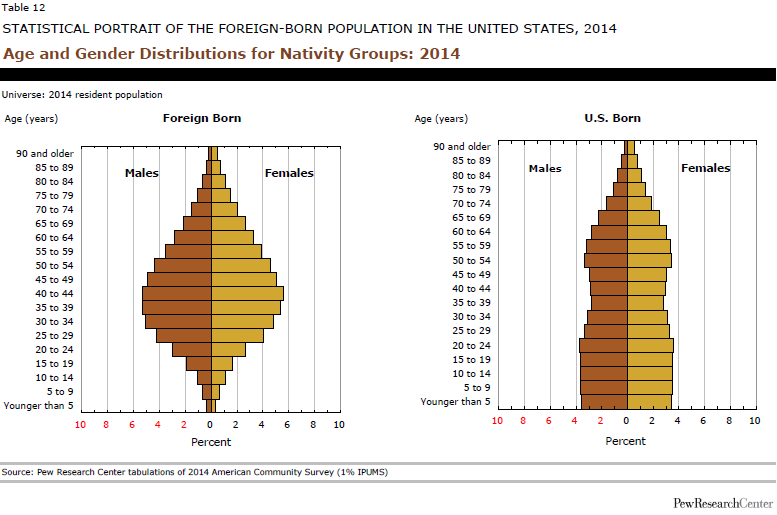 Table 12
STATISTICAL PORTRAIT OF THE FOREIGN-BORN POPULATION IN THE UNITED STATES, 2014
Age and Gender Distributions for Nativity Groups: 2014
Universe: 2014 resident population
Age (years)
Foreign Born
Males
Females
90 and older
85 to 89
80 to 84
75 to 79
70 to 74
65 to 69
60 to 64
55 to 59
50 to 54
45 to 49
40 to 44
35 to 39
30 to 34
25 to 29
20 to 24
15 to 19
10 to 14
5 to 9
Younger than 5
10 8 6 4 2 0 2 4 6 8 10
Percent
Age (years)
U.S. Born
Males
Females
90 and older
85 to 89
80 to 84
75 to 79
70 to 74
65 to 69
60 to 64
55 to 59
50 to 54
45 to 49
40 to 44
35 to 39
30 to 34
25 to 29
20 to 24
15 to 19
10 to 14
5 to 9
Younger than 5
10 8 6 4 2 0 2 4 6 8 10
Percent
Source: Pew Research Center tabulations of 2014 American Community Survey (1% IPUMS)
PewResearchCenter